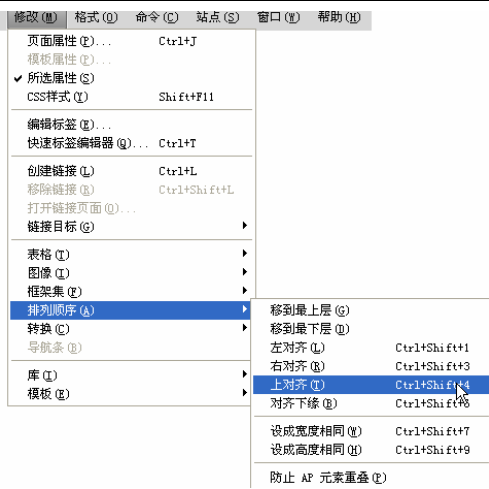 修改(M) 格式(O) 命令(C) 站点(S) 窗口(W) 帮助(H)
页面属性(P)... Ctrl+J
模板属性(P)...
✓ 所选属性(S)
CSS样式(Y) Shift+F11
编辑标签(E)...
快速标签编辑器(Q)... Ctrl+T
创建链接(L) Ctrl+L
移除链接(R) Ctrl+Shift+L
打开链接页面(O)...
链接目标(G)
表格(T)
图像(I)
框架集(F)
排列顺序(A)
转换(C)
导航条(B)
库(I)
模板(E)
移到最上层(G)
移到最下层(D)
左对齐(L) Ctrl+Shift+1
右对齐(R) Ctrl+Shift+3
上对齐(T) Ctrl+Shift+4
对齐下缘(B) Ctrl+Shift+6
设成宽度相同(W) Ctrl+Shift+7
设成高度相同(H) Ctrl+Shift+9
防止 AP 元素重叠(P)